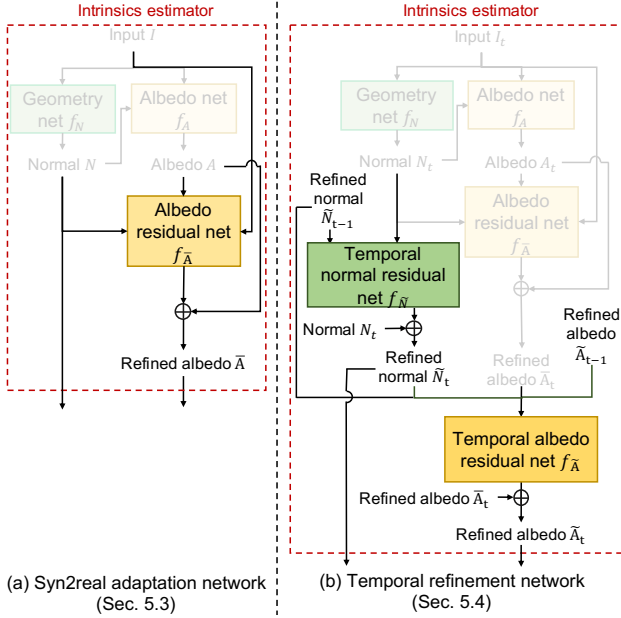 Intrinsics estimator
Input I
Geometry
net f_N
Albedo net
f_A
Normal N
Albedo A
Albedo
residual net
f_Ā
Refined albedo Ā
(a) Syn2real adaptation network
(Sec. 5.3)
Intrinsics estimator
Input I_t
Geometry
net f_N
Albedo net
f_A
Normal N_t
Albedo A_t
Refined
normal
Ñ_t−1
Albedo
residual net
f_Ā
Temporal
normal residual
net f_Ñ
Normal N_t
Refined
normal Ñ_t
Refined
albedo Ā_t
Refined
albedo
Ã_t−1
Temporal albedo
residual net f_Ã
Refined albedo Ā_t
Refined albedo Ã_t
(b) Temporal refinement network
(Sec. 5.4)